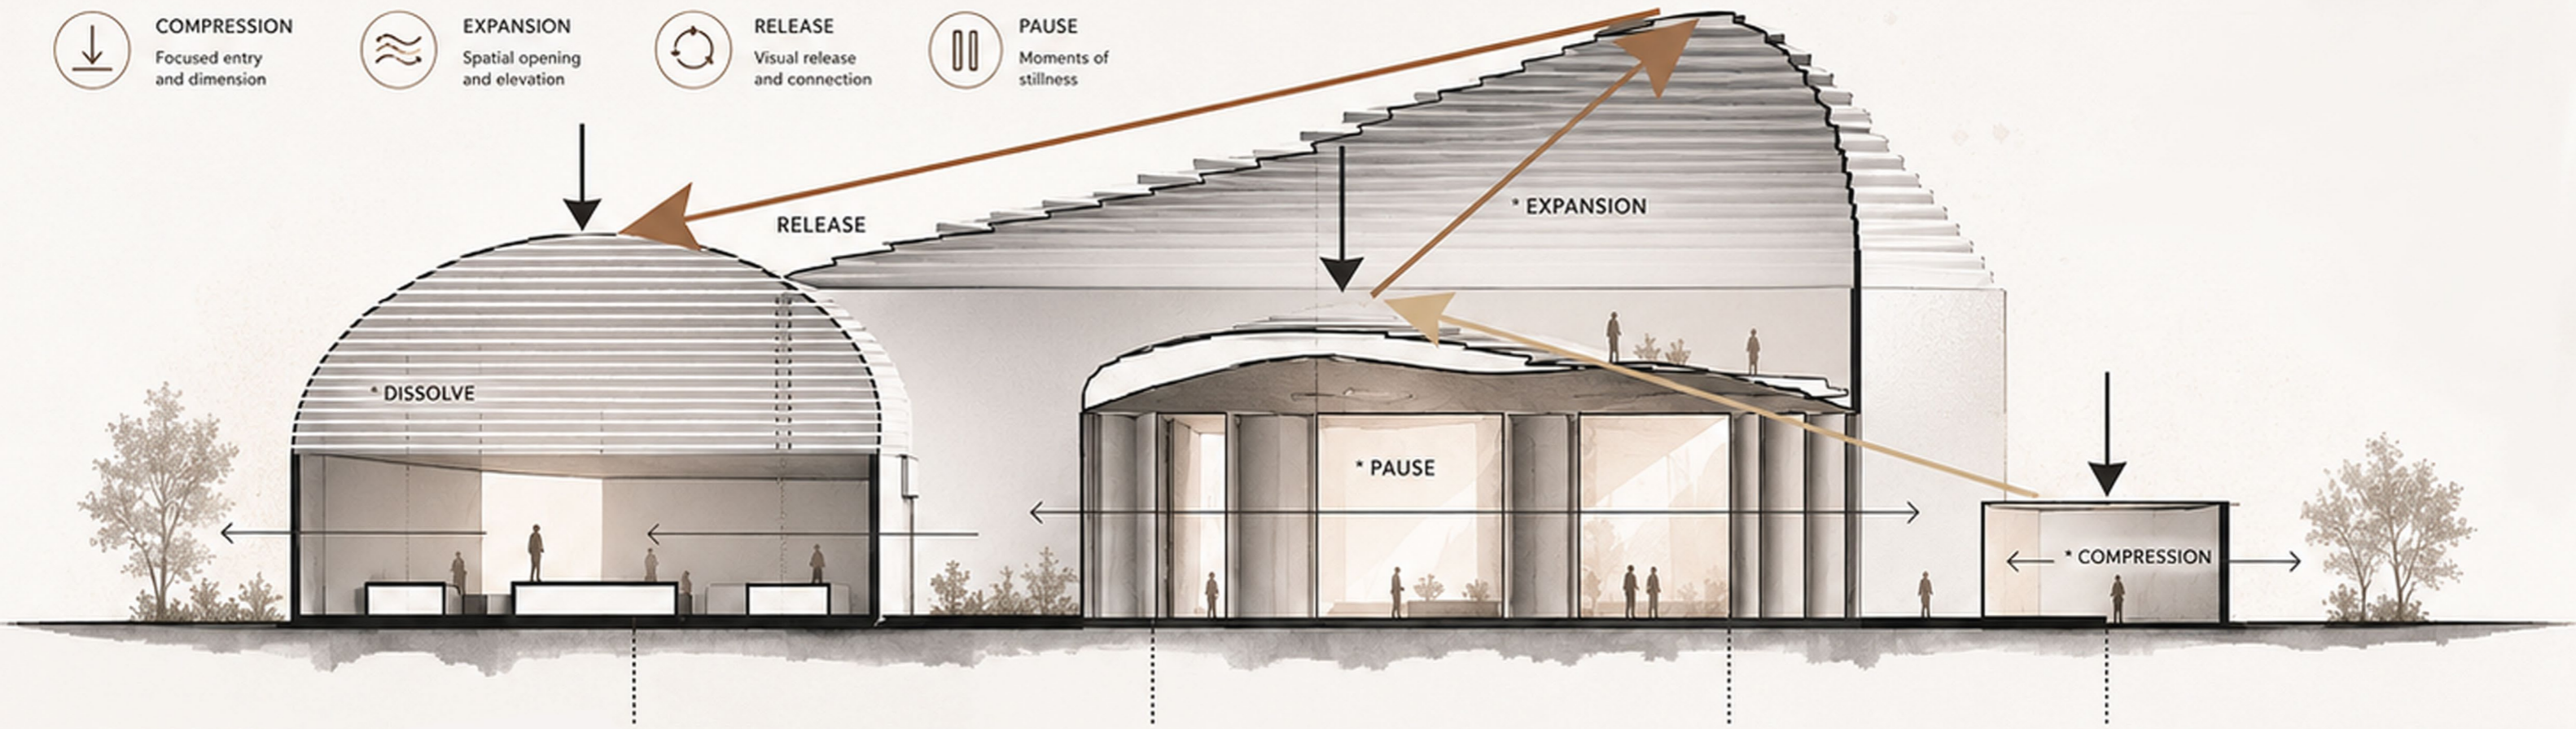 COMPRESSION
Focused entry
and dimension
EXPANSION
Spatial opening
and elevation
RELEASE
Visual release
and connection
PAUSE
Moments of
stillness
RELEASE
* EXPANSION
* DISSOLVE
* PAUSE
* COMPRESSION